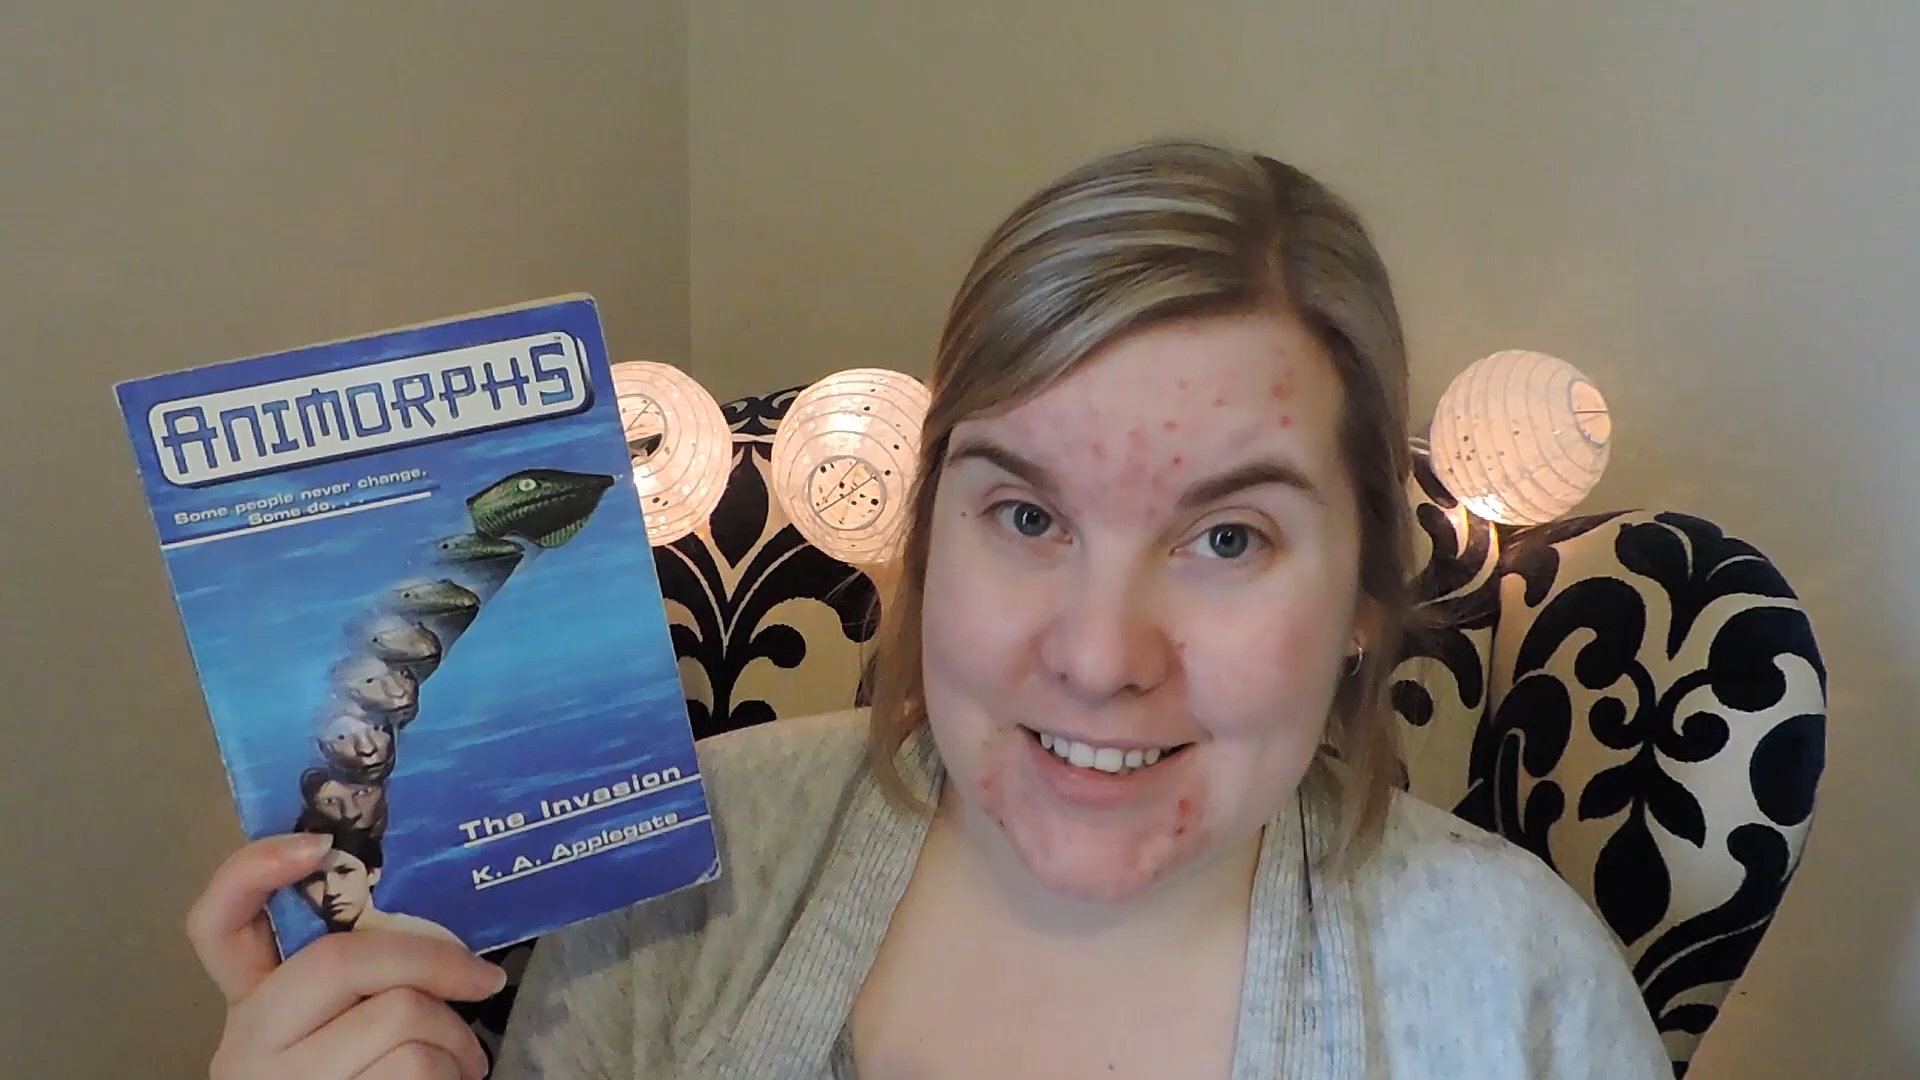 ANIMORPHS
Some people never change.
Some do. . .
The Invasion
K. A. Applegate